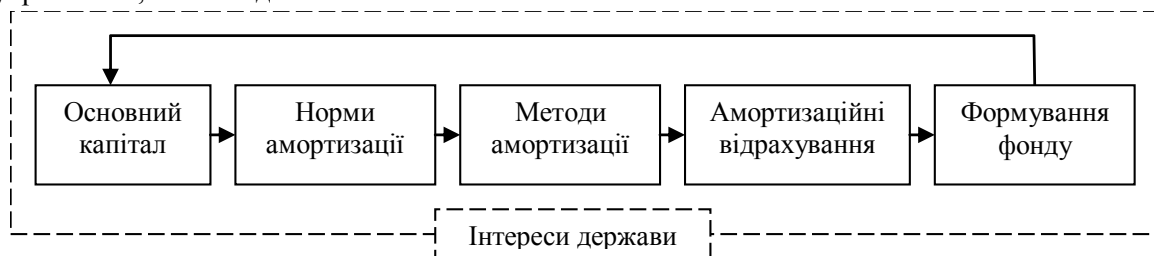 Основний
капітал
Норми
амортизації
Методи
амортизації
Амортизаційні
відрахування
Формування
фонду
Інтереси держави